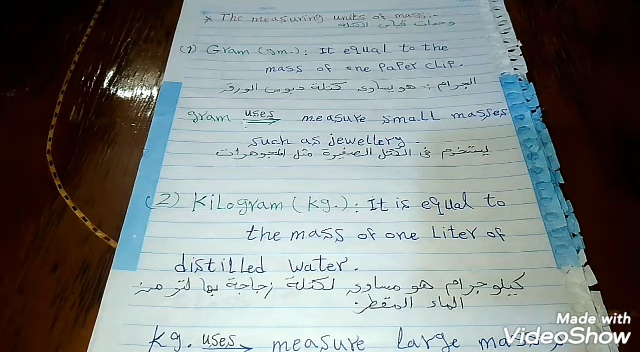 * The measuring units of mass:-
وحدات قياس الكتلة
(1) Gram (gm.): It equal to the
mass of one paper clip.
الجرام : هو يساوى كتلة دبوس الورق
gram uses measure small masses
such as jewellery.
يستخدم في الكتل الصغيرة مثل المجوهرات
(2) Kilogram (kg.): It is equal to
the mass of one Liter of
distilled water.
كيلو جرام هو مساوى لكتلة زجاجة بها لتر من
الماء المقطر
kg. uses measure large
Made with
VideoShow